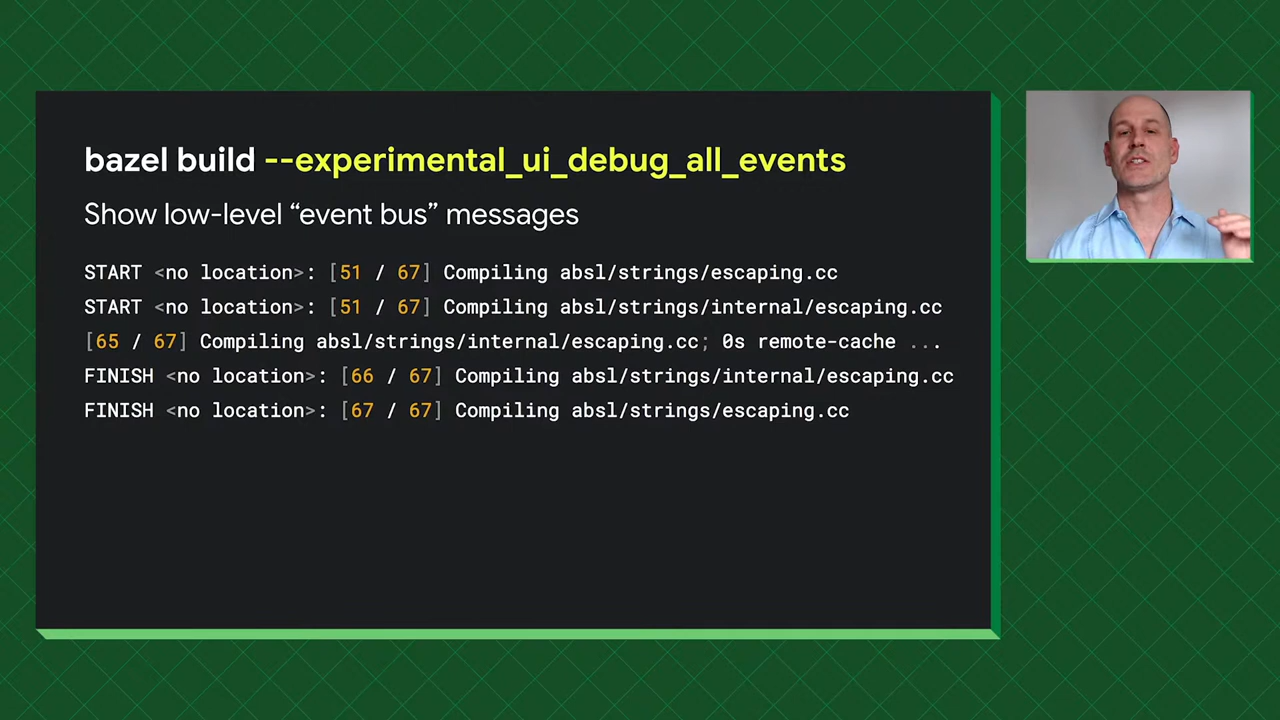 bazel build --experimental_ui_debug_all_events
Show low-level “event bus” messages
START <no location>: [51 / 67] Compiling absl/strings/escaping.cc
START <no location>: [51 / 67] Compiling absl/strings/internal/escaping.cc
[65 / 67] Compiling absl/strings/internal/escaping.cc; 0s remote-cache ...
FINISH <no location>: [66 / 67] Compiling absl/strings/internal/escaping.cc
FINISH <no location>: [67 / 67] Compiling absl/strings/escaping.cc